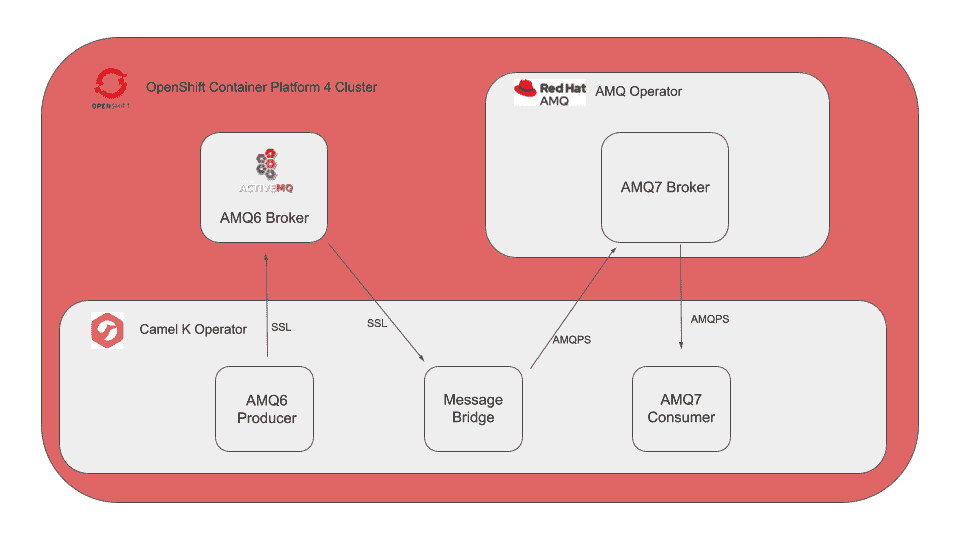 OPENSHIFT
OpenShift Container Platform 4 Cluster
Red Hat
AMQ
AMQ Operator
ACTIVEMQ
AMQ6 Broker
AMQ7 Broker
Camel K Operator
SSL
SSL
AMQPS
AMQPS
AMQ6
Producer
Message
Bridge
AMQ7
Consumer